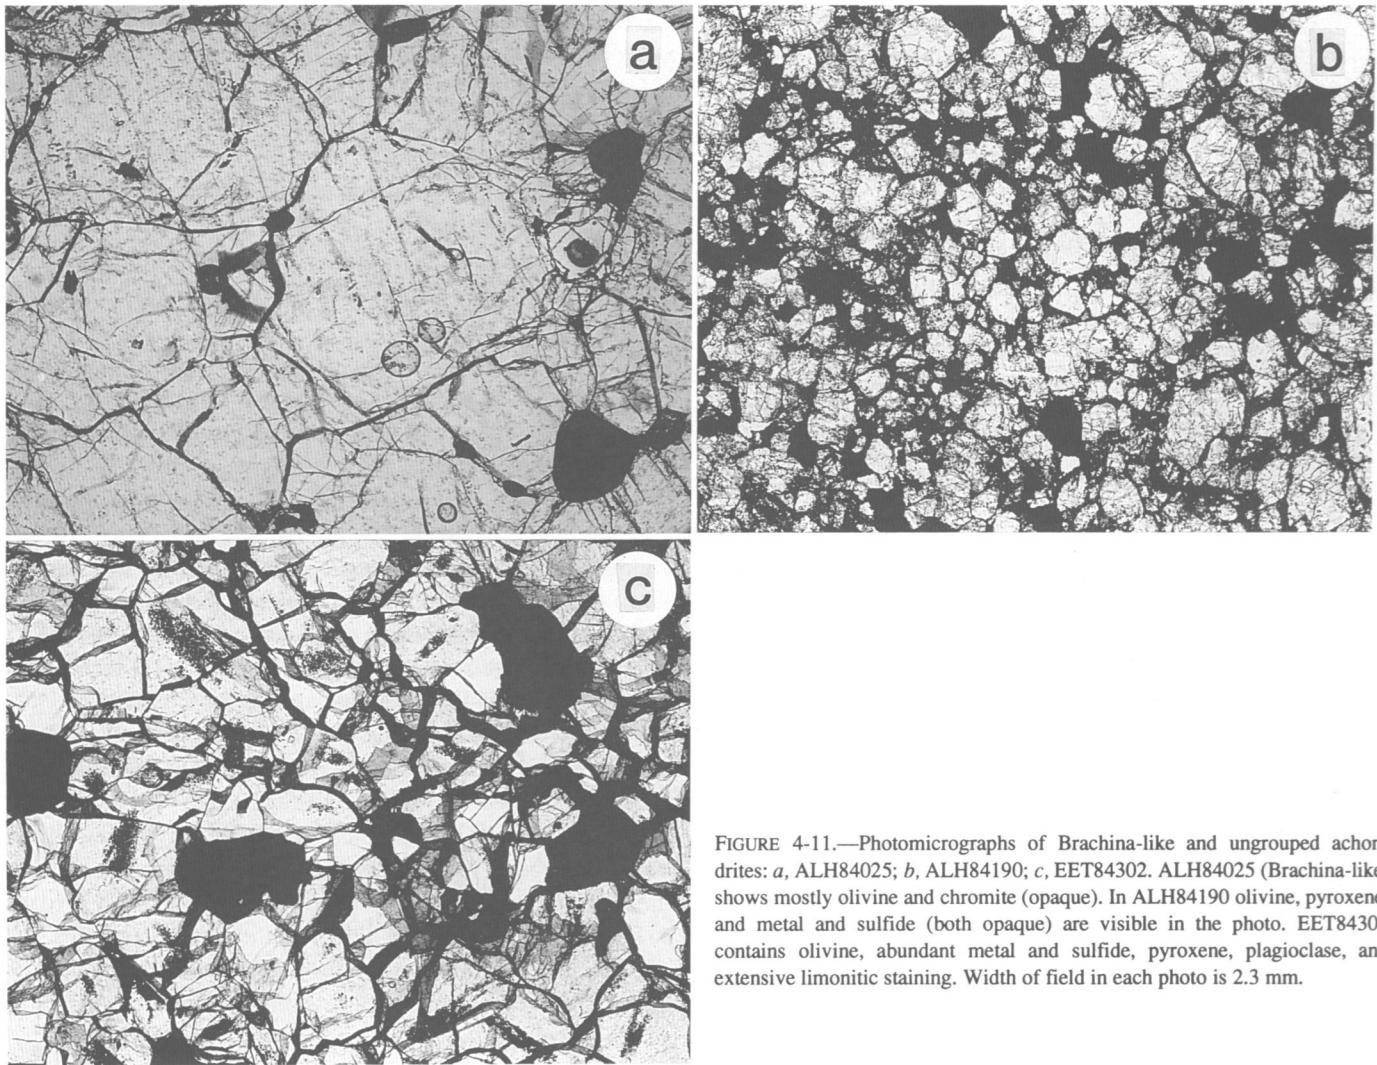 a
b
c
FIGURE 4-11.—Photomicrographs of Brachina-like and ungrouped achon
drites: a, ALH84025; b, ALH84190; c, EET84302. ALH84025 (Brachina-like
shows mostly olivine and chromite (opaque). In ALH84190 olivine, pyroxene
and metal and sulfide (both opaque) are visible in the photo. EET8430
contains olivine, abundant metal and sulfide, pyroxene, plagioclase, an
extensive limonitic staining. Width of field in each photo is 2.3 mm.